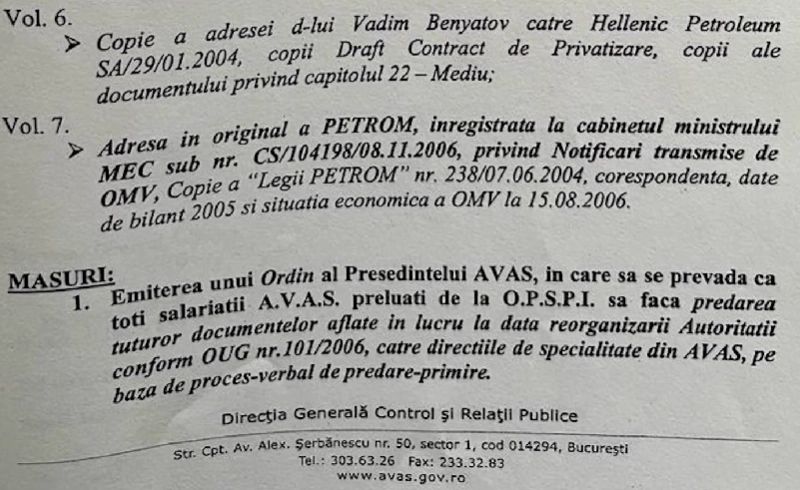 Vol. 6.
➤ Copie a adresei d-lui Vadim Benyatov catre Hellenic Petroleum
SA/29/01.2004, copii Draft Contract de Privatizare, copii ale
documentului privind capitolul 22 – Mediu;
Vol. 7.
➤ Adresa in original a PETROM, inregistrata la cabinetul ministrului
MEC sub nr. CS/104198/08.11.2006, privind Notificari transmise de
OMV, Copie a “Legii PETROM” nr. 238/07.06.2004, corespondenta, date
de bilant 2005 si situatia economica a OMV la 15.08.2006.
MASURI:
1. Emiterea unui Ordin al Presedintelui AVAS, in care sa se prevada ca
toti salariatii A.V.A.S. preluati de la O.P.S.P.I. sa faca predarea
tuturor documentelor aflate in lucru la data reorganizarii Autoritatii
conform OUG nr.101/2006, catre directiile de specialitate din AVAS, pe
baza de proces-verbal de predare-primire.
Direcţia Generală Control şi Relaţii Publice
Str. Cpt. Av. Alex. Şerbănescu nr. 50, sector 1, cod 014294, Bucureşti
Tel.: 303.63.26 Fax: 233.32.83
www.avas.gov.ro